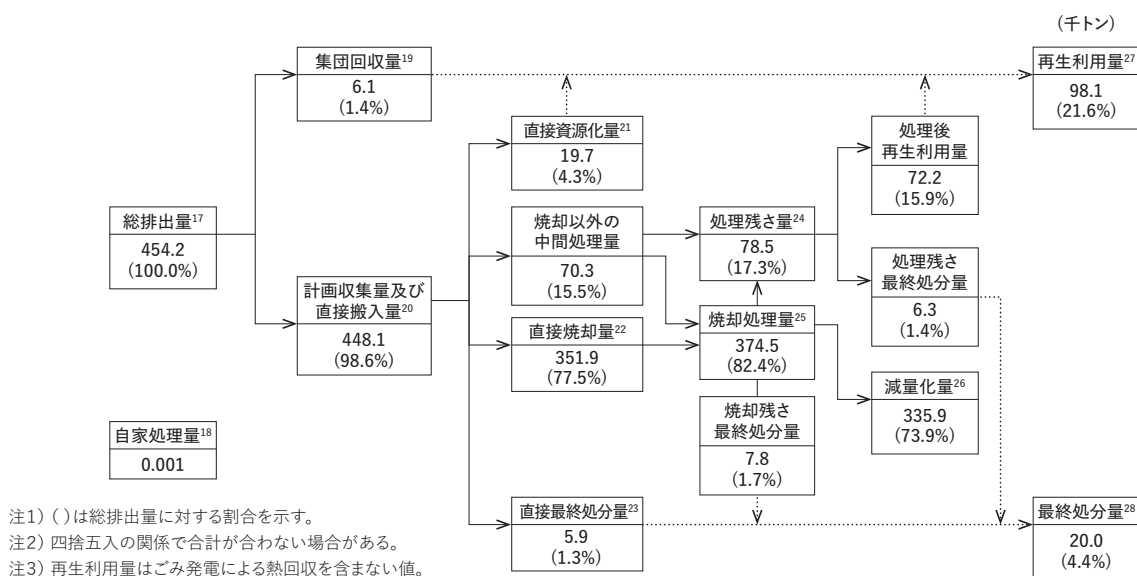 (千トン)
集団回収量19
6.1
(1.4%)
再生利用量27
98.1
(21.6%)
直接資源化量21
19.7
(4.3%)
処理後
再生利用量
72.2
(15.9%)
総排出量17
454.2
(100.0%)
焼却以外の
中間処理量
70.3
(15.5%)
処理残さ量24
78.5
(17.3%)
処理残さ
最終処分量
6.3
(1.4%)
計画収集量及び
直接搬入量20
448.1
(98.6%)
直接焼却量22
351.9
(77.5%)
焼却処理量25
374.5
(82.4%)
減量化量26
335.9
(73.9%)
焼却残さ
最終処分量
7.8
(1.7%)
自家処理量18
0.001
直接最終処分量23
5.9
(1.3%)
最終処分量28
20.0
(4.4%)
注1) ( )は総排出量に対する割合を示す。
注2) 四捨五入の関係で合計が合わない場合がある。
注3) 再生利用量はごみ発電による熱回収を含まない値。